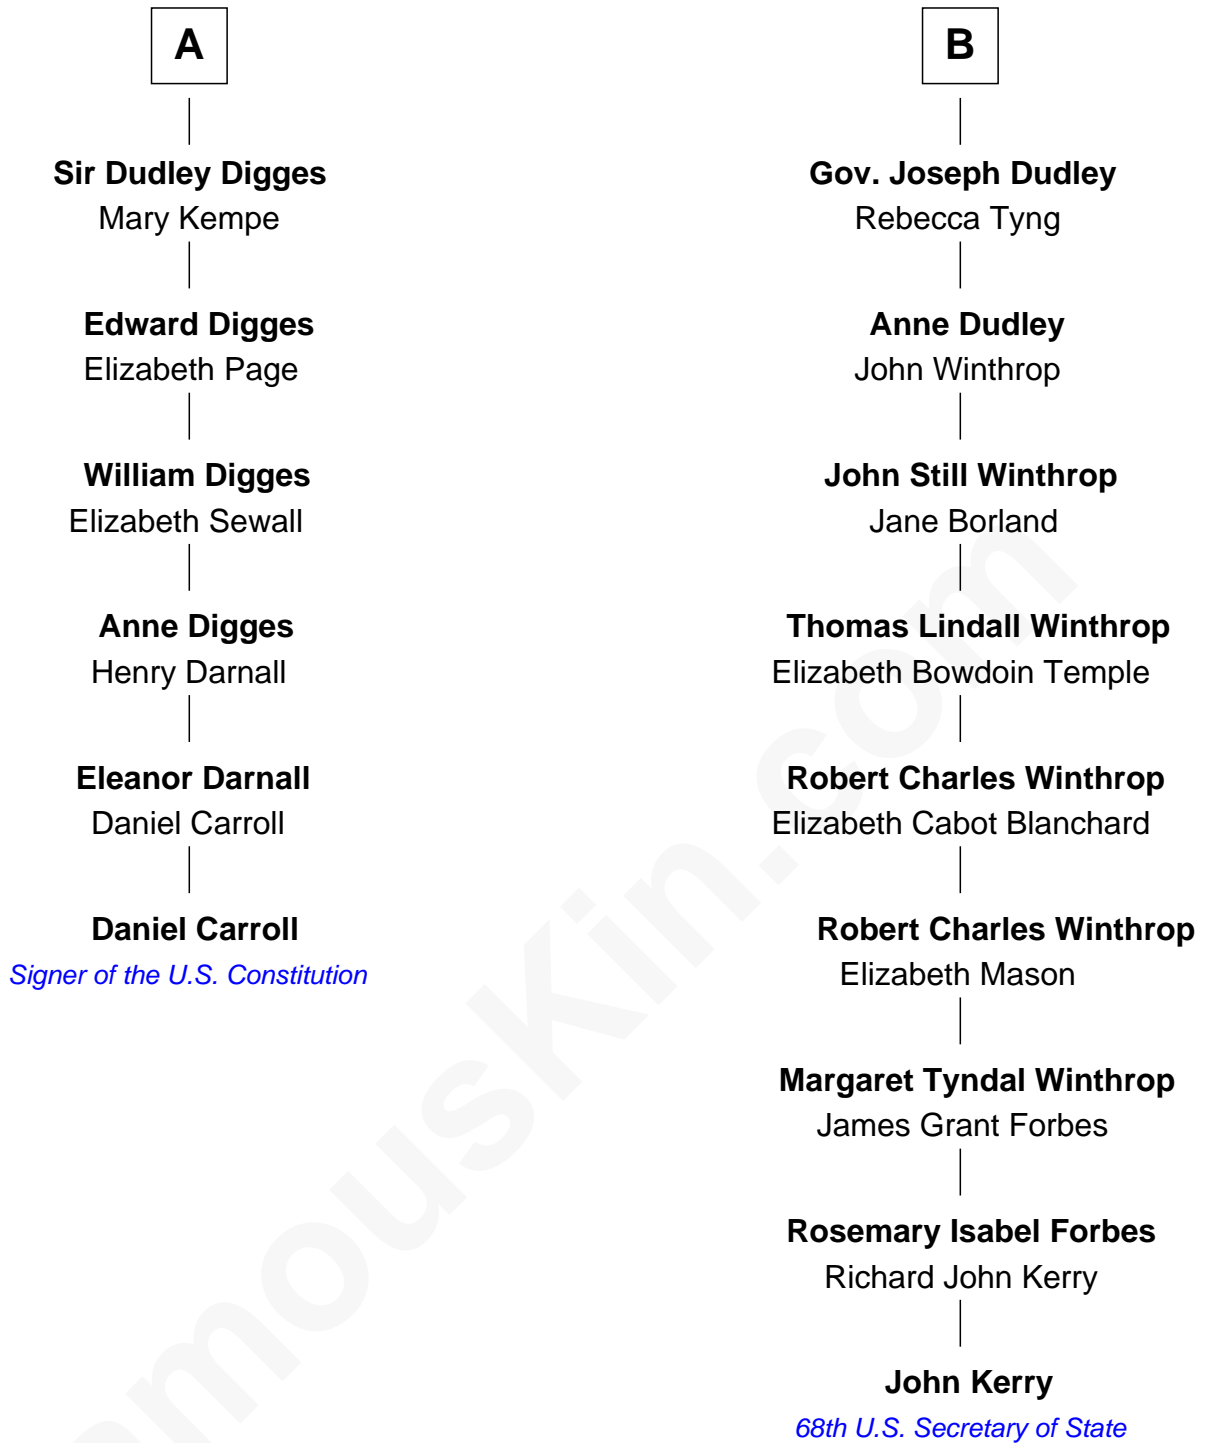 A
Sir Dudley Digges
Mary Kempe
Edward Digges
Elizabeth Page
William Digges
Elizabeth Sewall
Anne Digges
Henry Darnall
Eleanor Darnall
Daniel Carroll
Daniel Carroll
Signer of the U.S. Constitution
B
Gov. Joseph Dudley
Rebecca Tyng
Anne Dudley
John Winthrop
John Still Winthrop
Jane Borland
Thomas Lindall Winthrop
Elizabeth Bowdoin Temple
Robert Charles Winthrop
Elizabeth Cabot Blanchard
Robert Charles Winthrop
Elizabeth Mason
Margaret Tyndal Winthrop
James Grant Forbes
Rosemary Isabel Forbes
Richard John Kerry
John Kerry
68th U.S. Secretary of State
amousKin.com